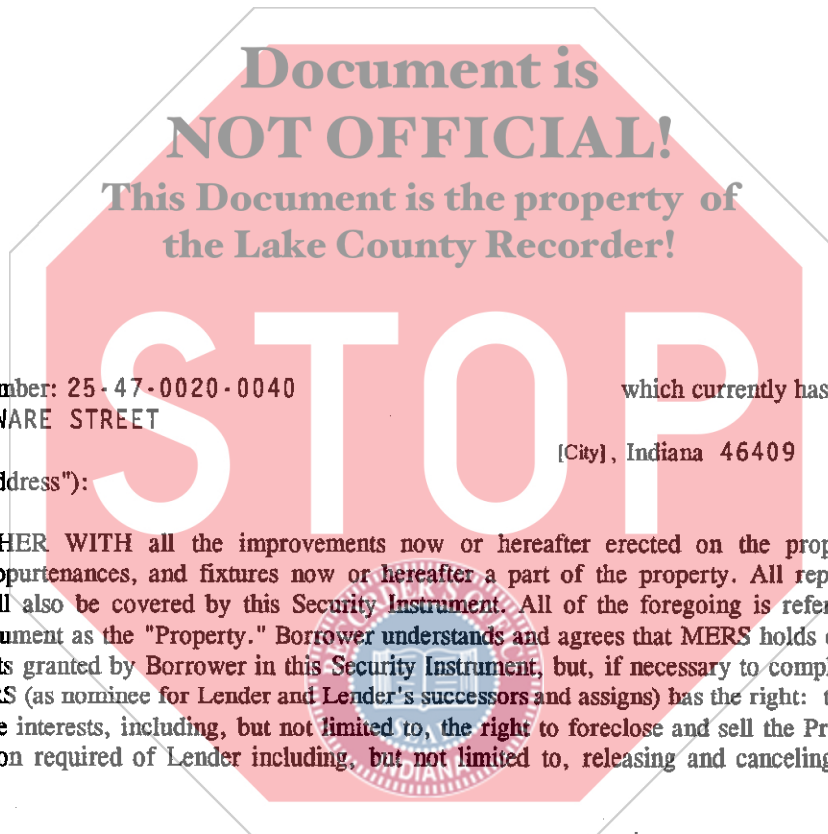 Document is
NOT OFFICIAL!
This Document is the property of
the Lake County Recorder!
STOP
mber: 25-47-0020-0040 which currently has
WARE STREET
[City], Indiana 46409
ddress"):
HER WITH all the improvements now or hereafter erected on the prop
ppurtenances, and fixtures now or hereafter a part of the property. All rep
ll also be covered by this Security Instrument. All of the foregoing is refer
ument as the "Property." Borrower understands and agrees that MERS holds
ts granted by Borrower in this Security Instrument, but, if necessary to compl
RS (as nominee for Lender and Lender's successors and assigns) has the right:
e interests, including, but not limited to, the right to foreclose and sell the Pr
on required of Lender including, but not limited to, releasing and canceling
INDIANA